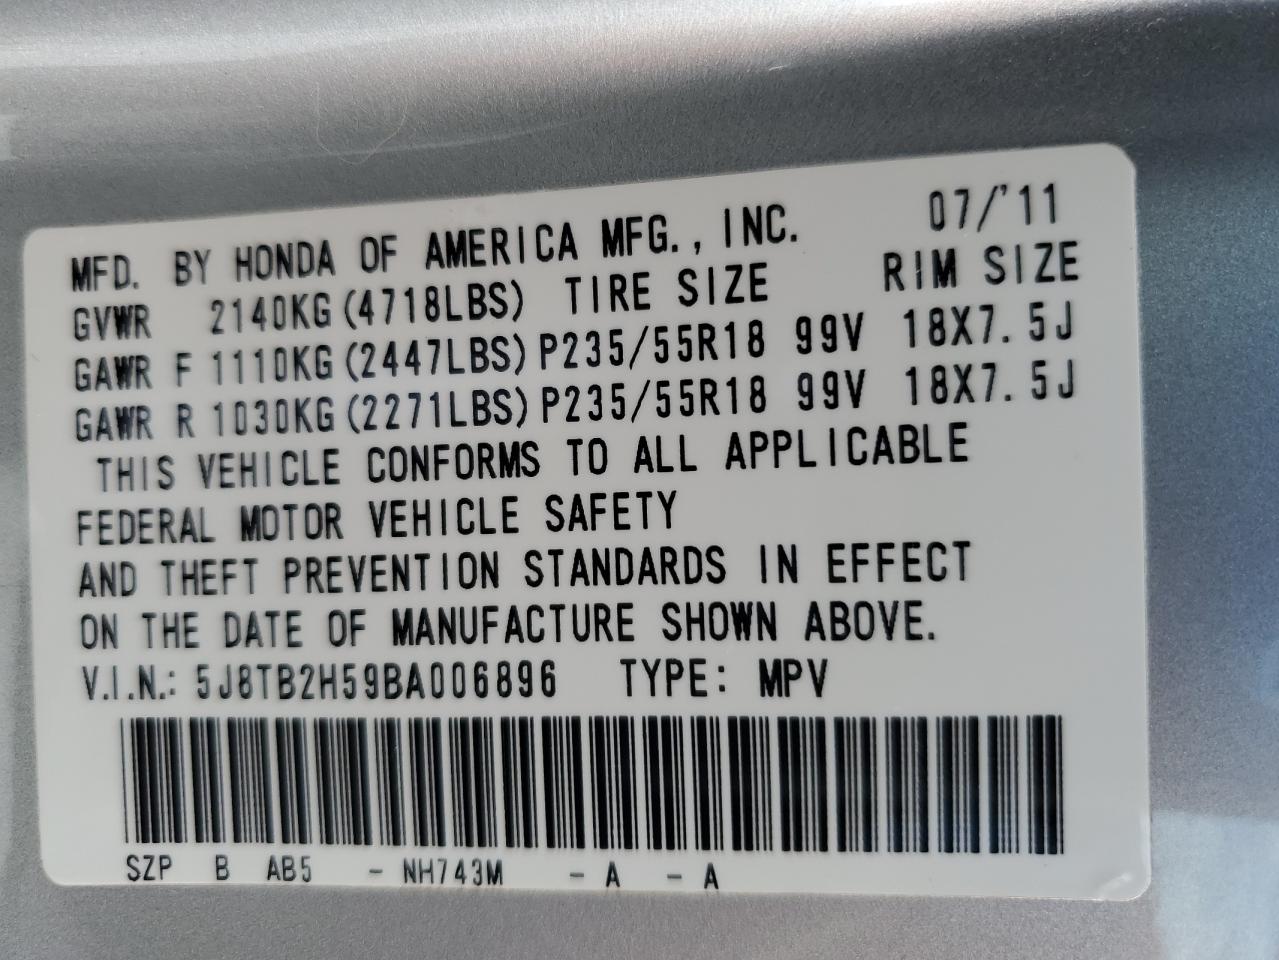 MFD. BY HONDA OF AMERICA MFG., INC. 07/'11
GVWR 2140KG (4718LBS) TIRE SIZE RIM SIZE
GAWR F 1110KG (2447LBS) P235/55R18 99V 18X7.5J
GAWR R 1030KG (2271LBS) P235/55R18 99V 18X7.5J
THIS VEHICLE CONFORMS TO ALL APPLICABLE
FEDERAL MOTOR VEHICLE SAFETY
AND THEFT PREVENTION STANDARDS IN EFFECT
ON THE DATE OF MANUFACTURE SHOWN ABOVE.
V.I.N.: 5J8TB2H59BA006896 TYPE: MPV
SZP B AB5 - NH743M - A - A